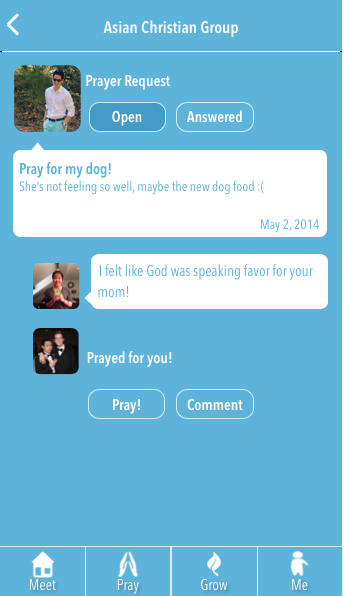 Asian Christian Group
Prayer Request
Open Answered
Pray for my dog!
She's not feeling so well, maybe the new dog food :(
May 2, 2014
I felt like God was speaking favor for your
mom!
Prayed for you!
Pray! Comment
Meet Pray Grow Me